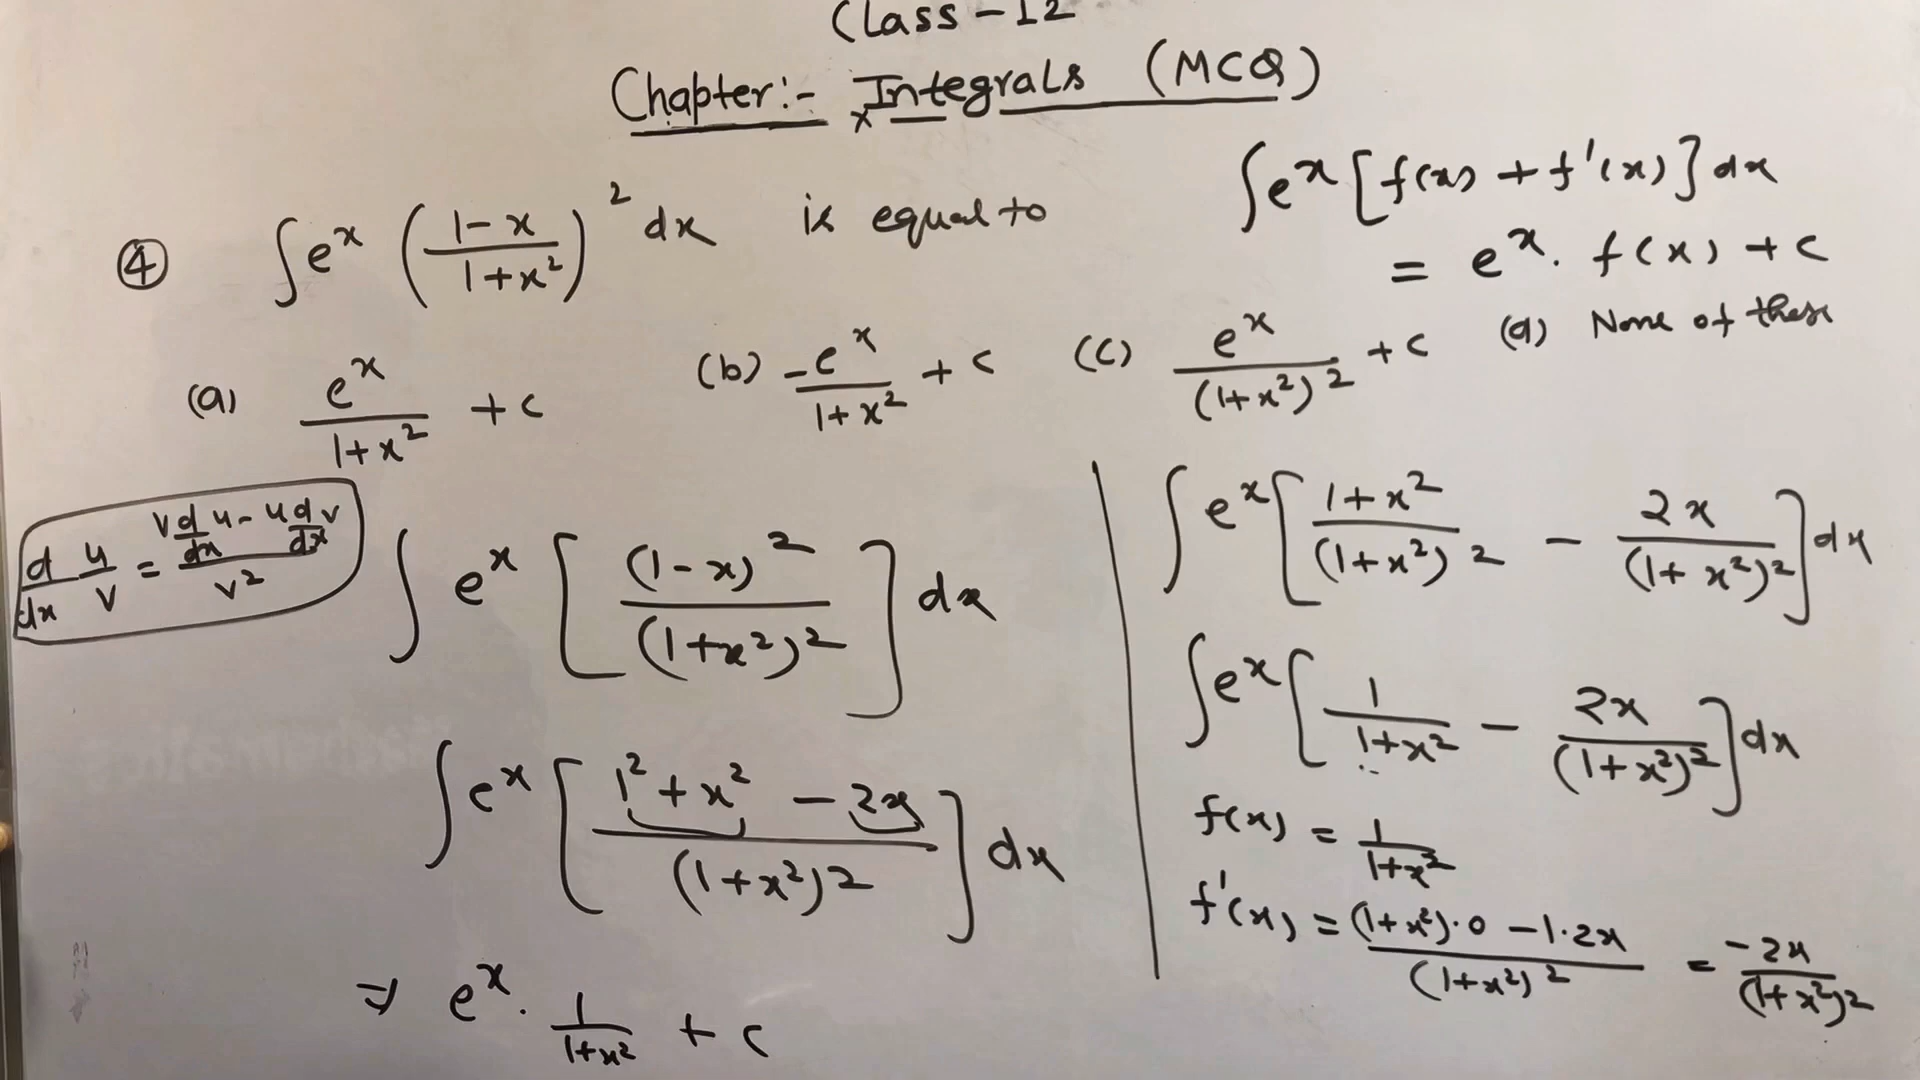 Class - 12
Chapter:- Integrals (MCQ)
x
④ ∫e^x ((1-x)/(1+x²))² dx is equal to
∫e^x [f(x) + f'(x)] dx
= e^x. f(x) + c
(a) e^x/(1+x²) + c (b) -e^x/(1+x²) + c (c) e^x/(1+x²)² + c (d) None of these
d/dx u/v = (v d/dx u - u d/dx v)/v²
∫ e^x [(1-x)²/(1+x²)²] dx
∫ e^x [(1²+x² - 2x)/(1+x²)²] dx
⇒ e^x . 1/(1+x²) + c
∫ e^x [(1+x²)/(1+x²)² - 2x/(1+x²)²] dx
∫e^x [1/(1+x²) - 2x/(1+x²)²] dx
f(x) = 1/(1+x²)
f'(x) = ((1+x²)·0 - 1·2x)/(1+x²)² = -2x/(1+x²)²